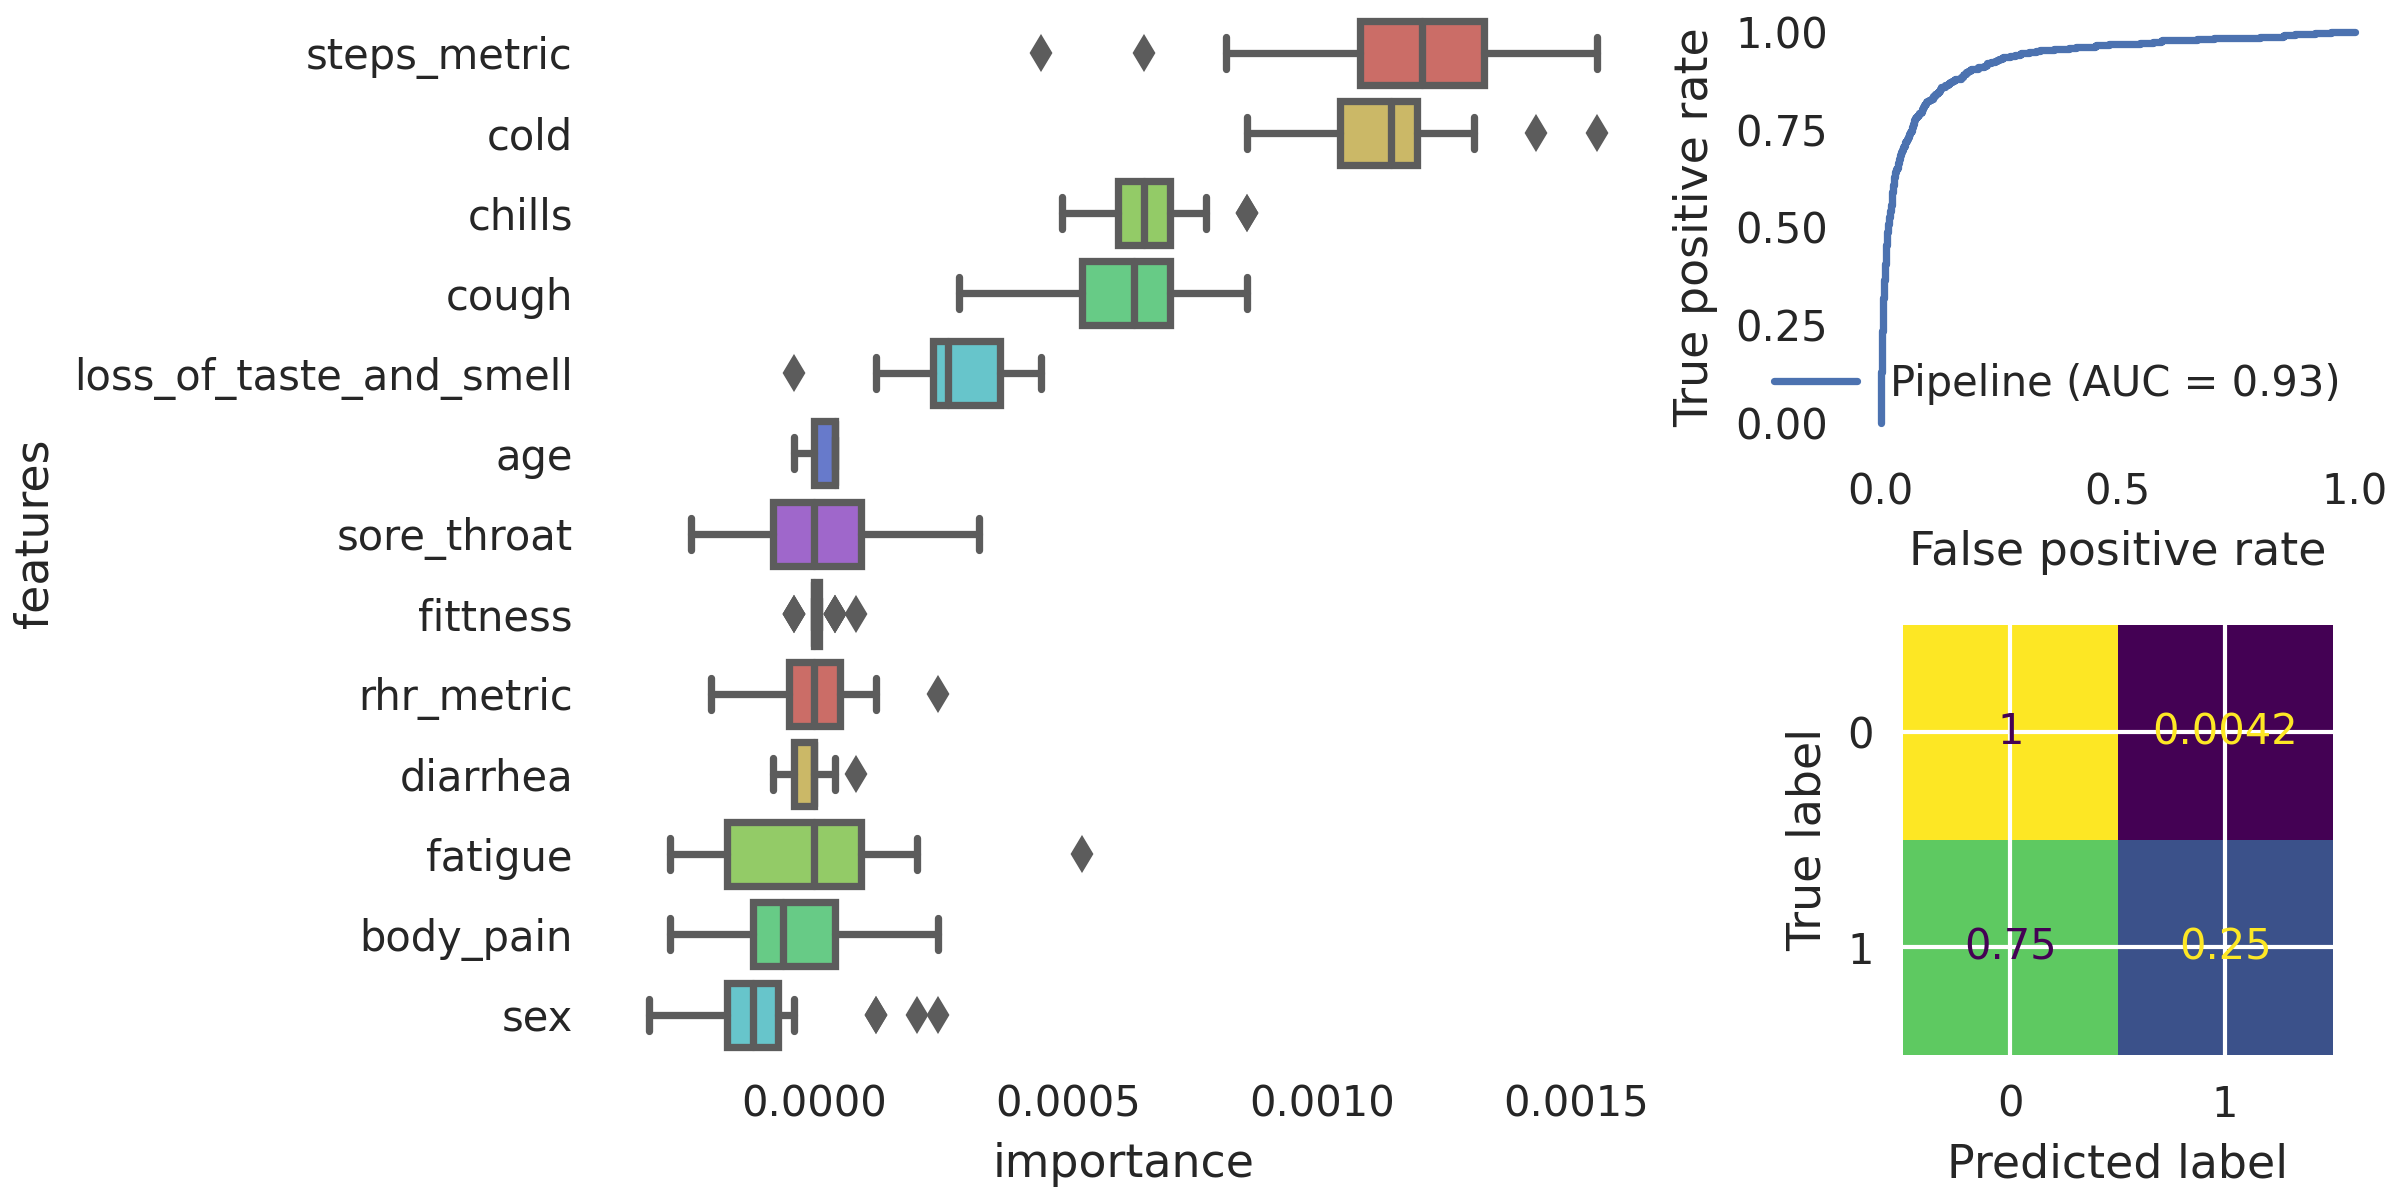 features
steps_metric
cold
chills
cough
loss_of_taste_and_smell
age
sore_throat
fittness
rhr_metric
diarrhea
fatigue
body_pain
sex
0.0000 0.0005 0.0010 0.0015
importance
True positive rate
1.00
0.75
0.50
0.25
0.00
Pipeline (AUC = 0.93)
0.0 0.5 1.0
False positive rate
True label
0
1
1 0.0042
0.75 0.25
0 1
Predicted label